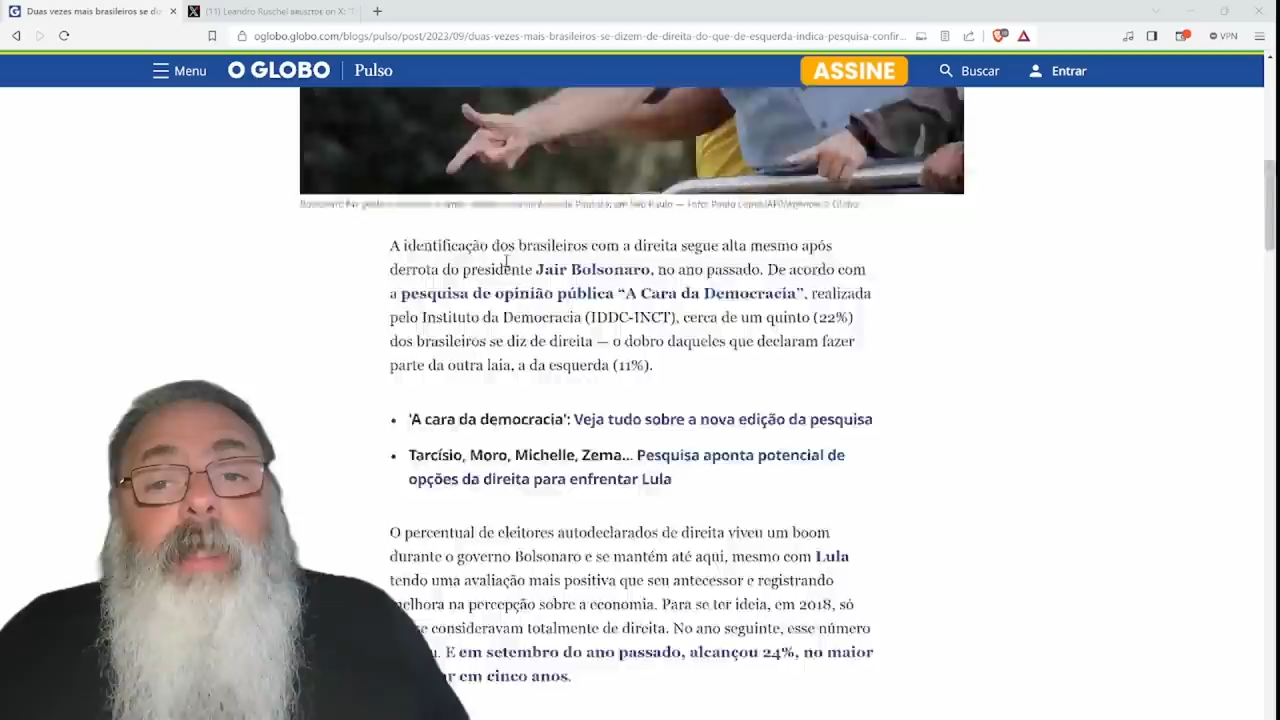 Duas vezes mais brasileiros se do
(11) Leandro Ruschel
on X: "
oglobo.globo.com/blogs/pulso/post/2023/09/duas-vezes-mais-brasileiros-se-dizem-de-direita-do-que-de-esquerda-indica-pesquisa-confir...
VPN
Menu
O GLOBO
Pulso
ASSINE
Buscar
Entrar
A identificação dos brasileiros com a direita segue alta mesmo após
derrota do presidente Jair Bolsonaro, no ano passado. De acordo com
a pesquisa de opinião pública “A Cara da Democracia”, realizada
pelo Instituto da Democracia (IDDC-INCT), cerca de um quinto (22%)
dos brasileiros se diz de direita — o dobro daqueles que declaram fazer
parte da outra laia, a da esquerda (11%).
• 'A cara da democracia': Veja tudo sobre a nova edição da pesquisa
• Tarcísio, Moro, Michelle, Zema... Pesquisa aponta potencial de
opções da direita para enfrentar Lula
O percentual de eleitores autodeclarados de direita viveu um boom
durante o governo Bolsonaro e se mantém até aqui, mesmo com Lula
tendo uma avaliação mais positiva que seu antecessor e registrando
melhora na percepção sobre a economia. Para se ter ideia, em 2018, só
consideravam totalmente de direita. No ano seguinte, esse número
E em setembro do ano passado, alcançou 24%, no maior
em cinco anos.